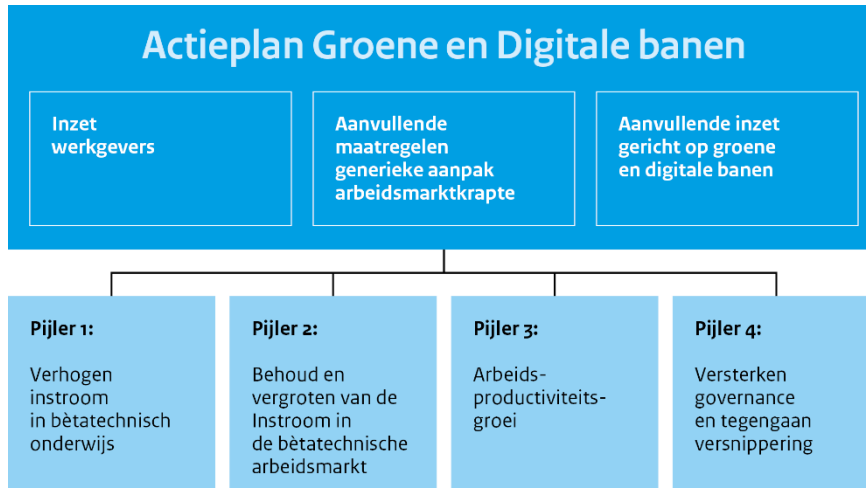 Actieplan Groene en Digitale banen
Inzet
werkgevers
Aanvullende
maatregelen
generieke aanpak
arbeidsmarktkrapte
Aanvullende inzet
gericht op groene
en digitale banen
Pijler 1:
Verhogen
instroom
in bètatechnisch
onderwijs
Pijler 2:
Behoud en
vergroten van de
Instroom in
de bètatechnische
arbeidsmarkt
Pijler 3:
Arbeids-
productiviteits-
groei
Pijler 4:
Versterken
governance
en tegengaan
versnippering